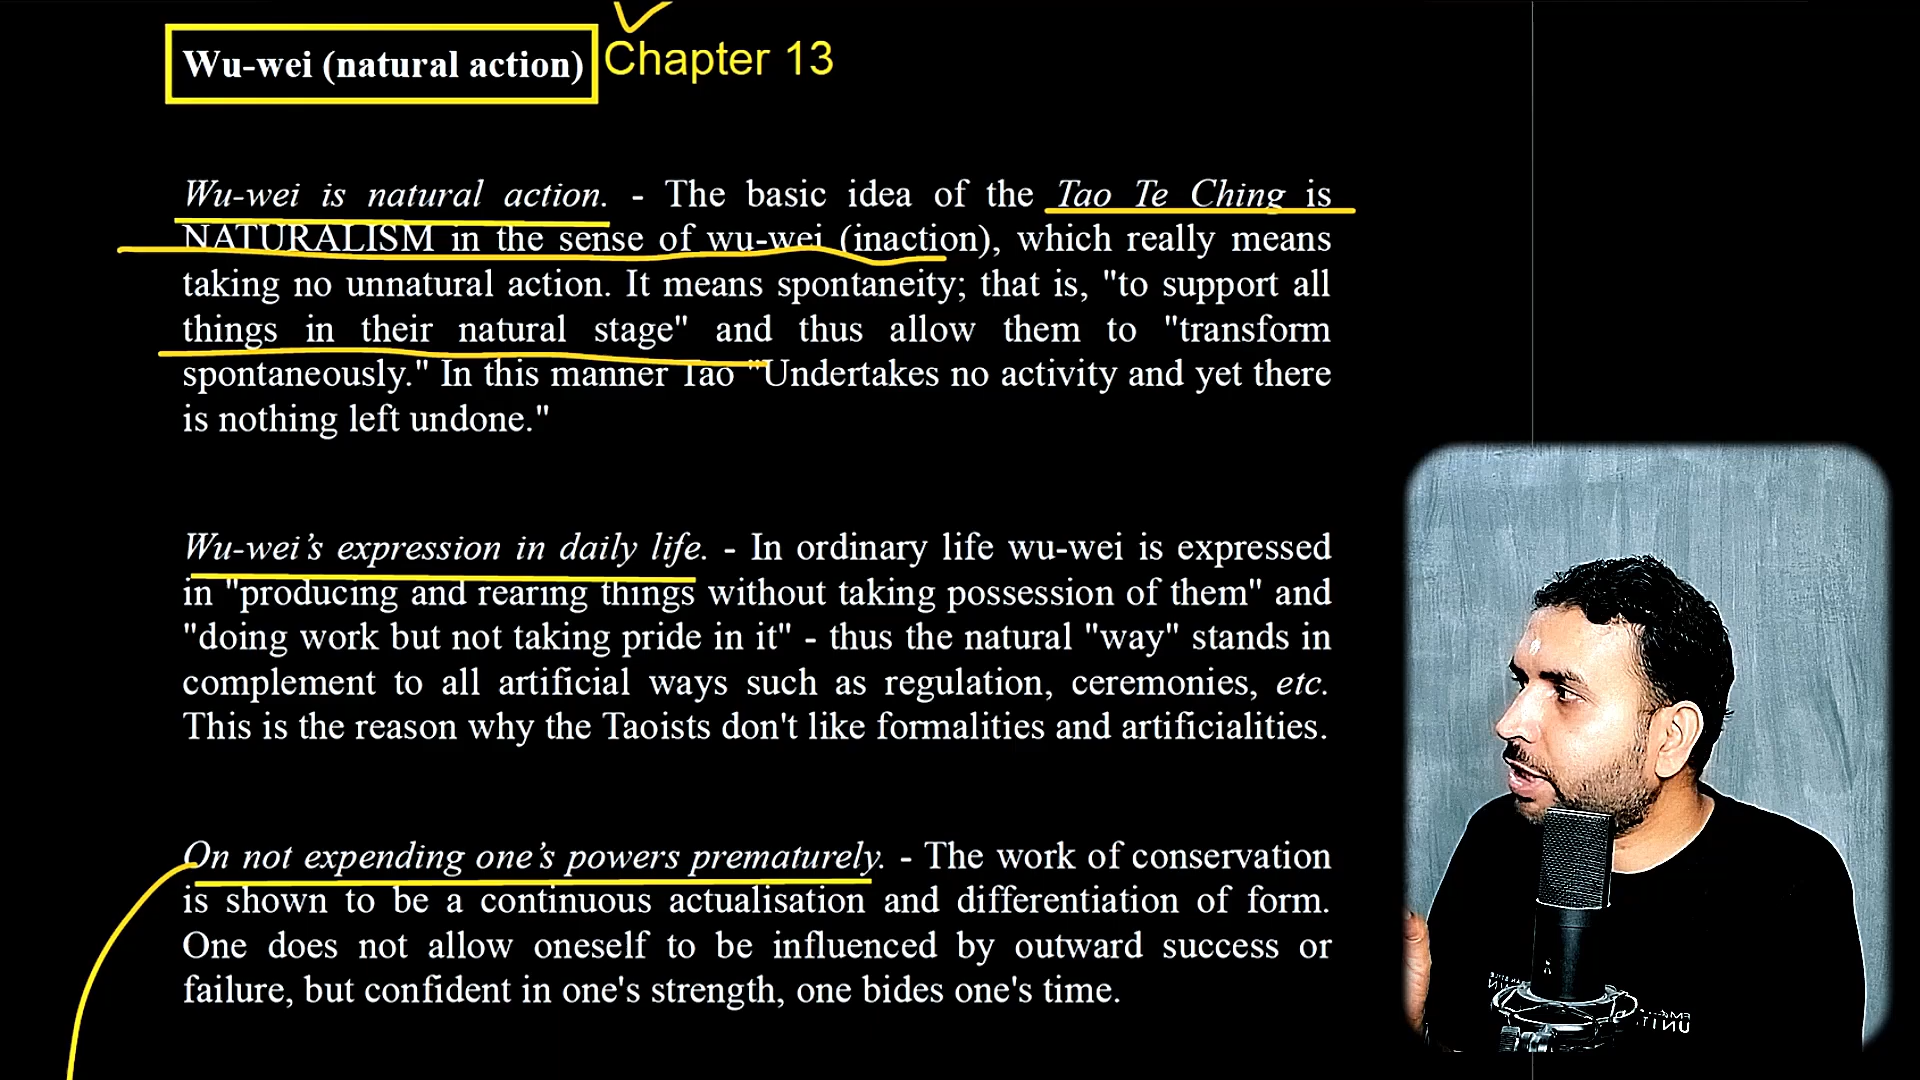 Wu-wei (natural action) Chapter 13
Wu-wei is natural action. - The basic idea of the Tao Te Ching is
NATURALISM in the sense of wu-wei (inaction), which really means
taking no unnatural action. It means spontaneity; that is, "to support all
things in their natural stage" and thus allow them to "transform
spontaneously." In this manner Tao "Undertakes no activity and yet there
is nothing left undone."
Wu-wei’s expression in daily life. - In ordinary life wu-wei is expressed
in "producing and rearing things without taking possession of them" and
"doing work but not taking pride in it" - thus the natural "way" stands in
complement to all artificial ways such as regulation, ceremonies, etc.
This is the reason why the Taoists don't like formalities and artificialities.
On not expending one’s powers prematurely. - The work of conservation
is shown to be a continuous actualisation and differentiation of form.
One does not allow oneself to be influenced by outward success or
failure, but confident in one's strength, one bides one's time.